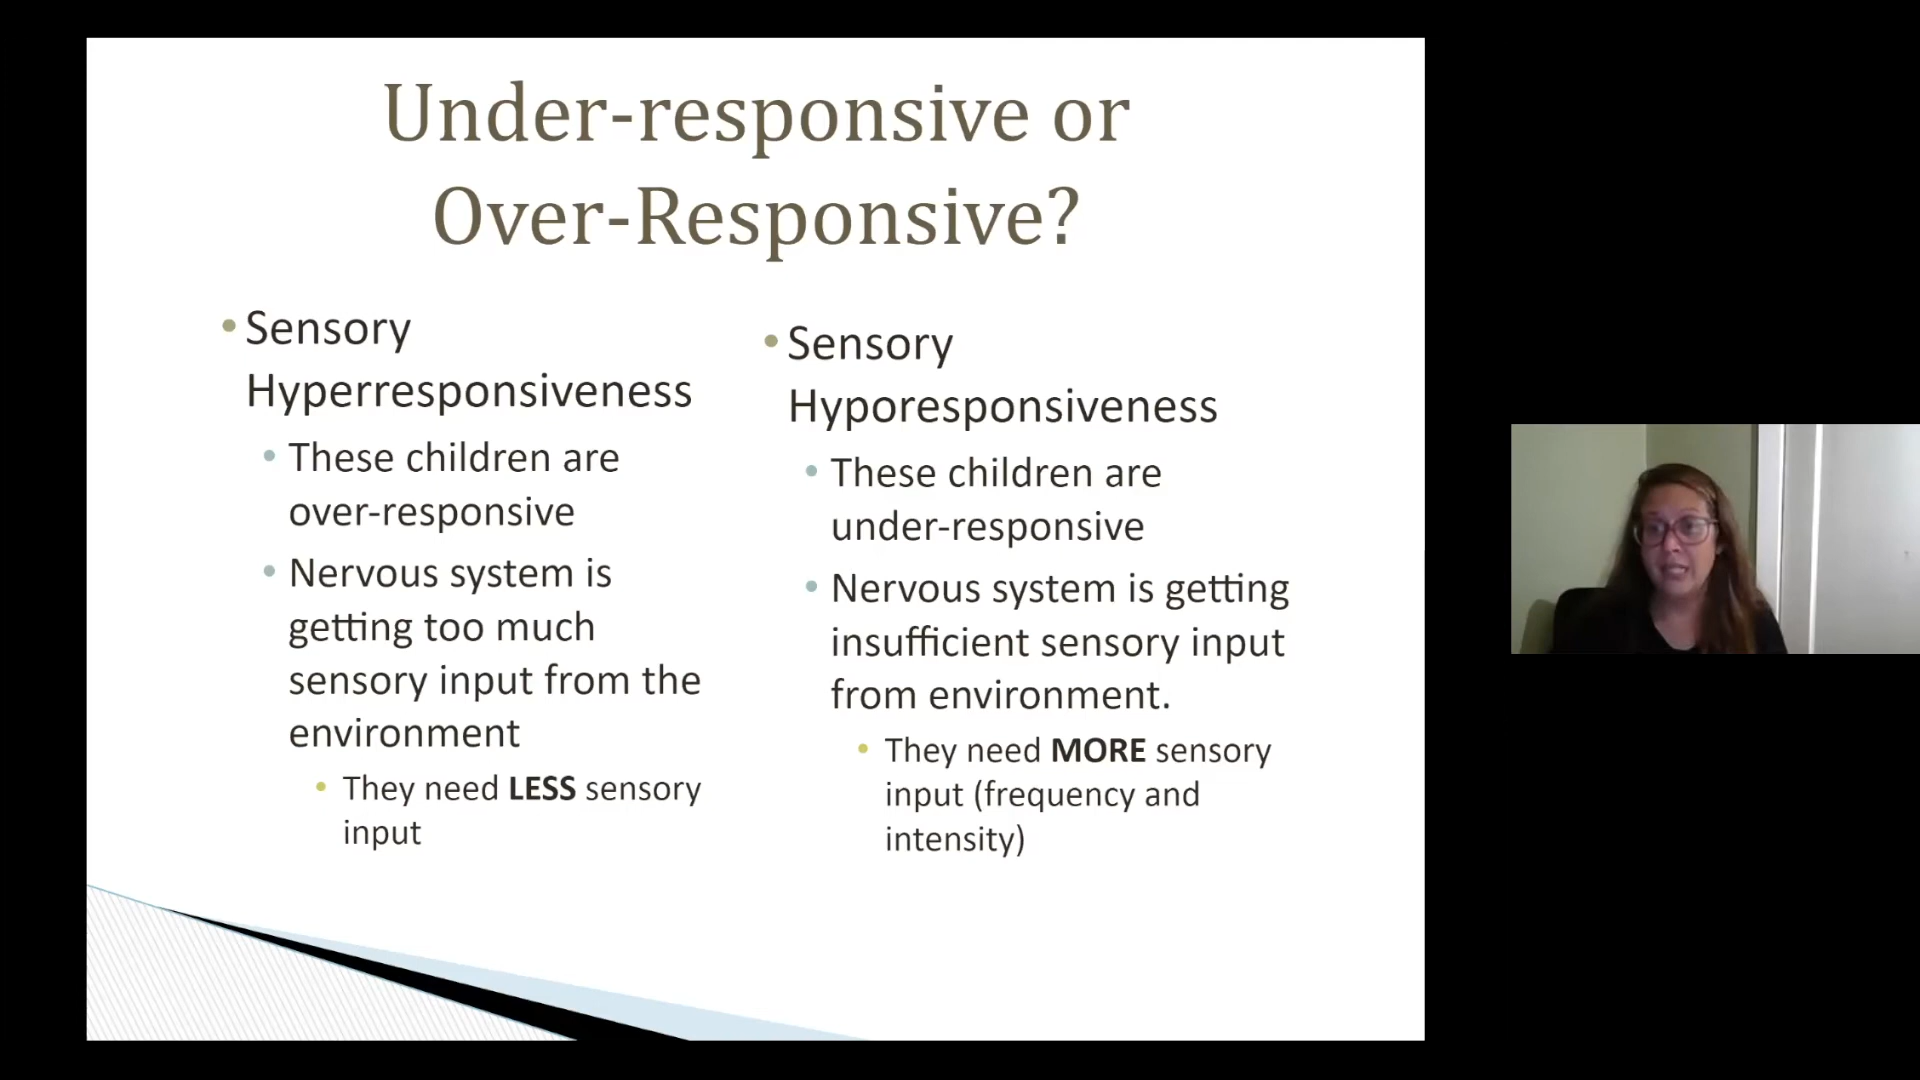 Under-responsive or
Over-Responsive?
• Sensory
Hyperresponsiveness
• These children are
over-responsive
• Nervous system is
getting too much
sensory input from the
environment
• They need LESS sensory
input
• Sensory
Hyporesponsiveness
• These children are
under-responsive
• Nervous system is getting
insufficient sensory input
from environment.
• They need MORE sensory
input (frequency and
intensity)